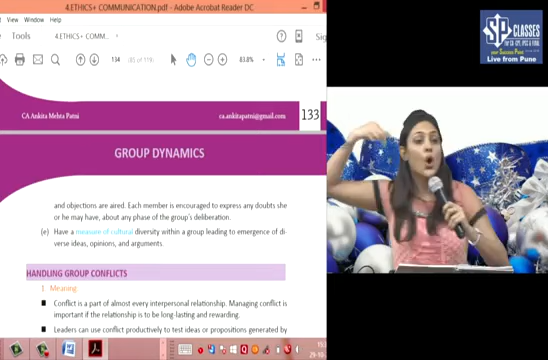 4.ETHICS+ COMMUNICATION.pdf - Adobe Acrobat Reader DC
View Window Help
Tools
4.ETHICS+ COMM...
Sig
134
(85 of 119)
83.8%
CA Ankita Mehta Patni
ca.ankitapatni@gmail.com
133
GROUP DYNAMICS
and objections are aired. Each member is encouraged to express any doubts she
or he may have, about any phase of the group's deliberation.
(e) Have a measure of cultural diversity within a group leading to emergence of di-
verse ideas, opinions, and arguments.
HANDLING GROUP CONFLICTS
1. Meaning
Conflict is a part of almost every interpersonal relationship. Managing conflict is
important if the relationship is to be long-lasting and rewarding.
Leaders can use conflict productively to test ideas or propositions generated by
SP CLASSES
Live from Pune